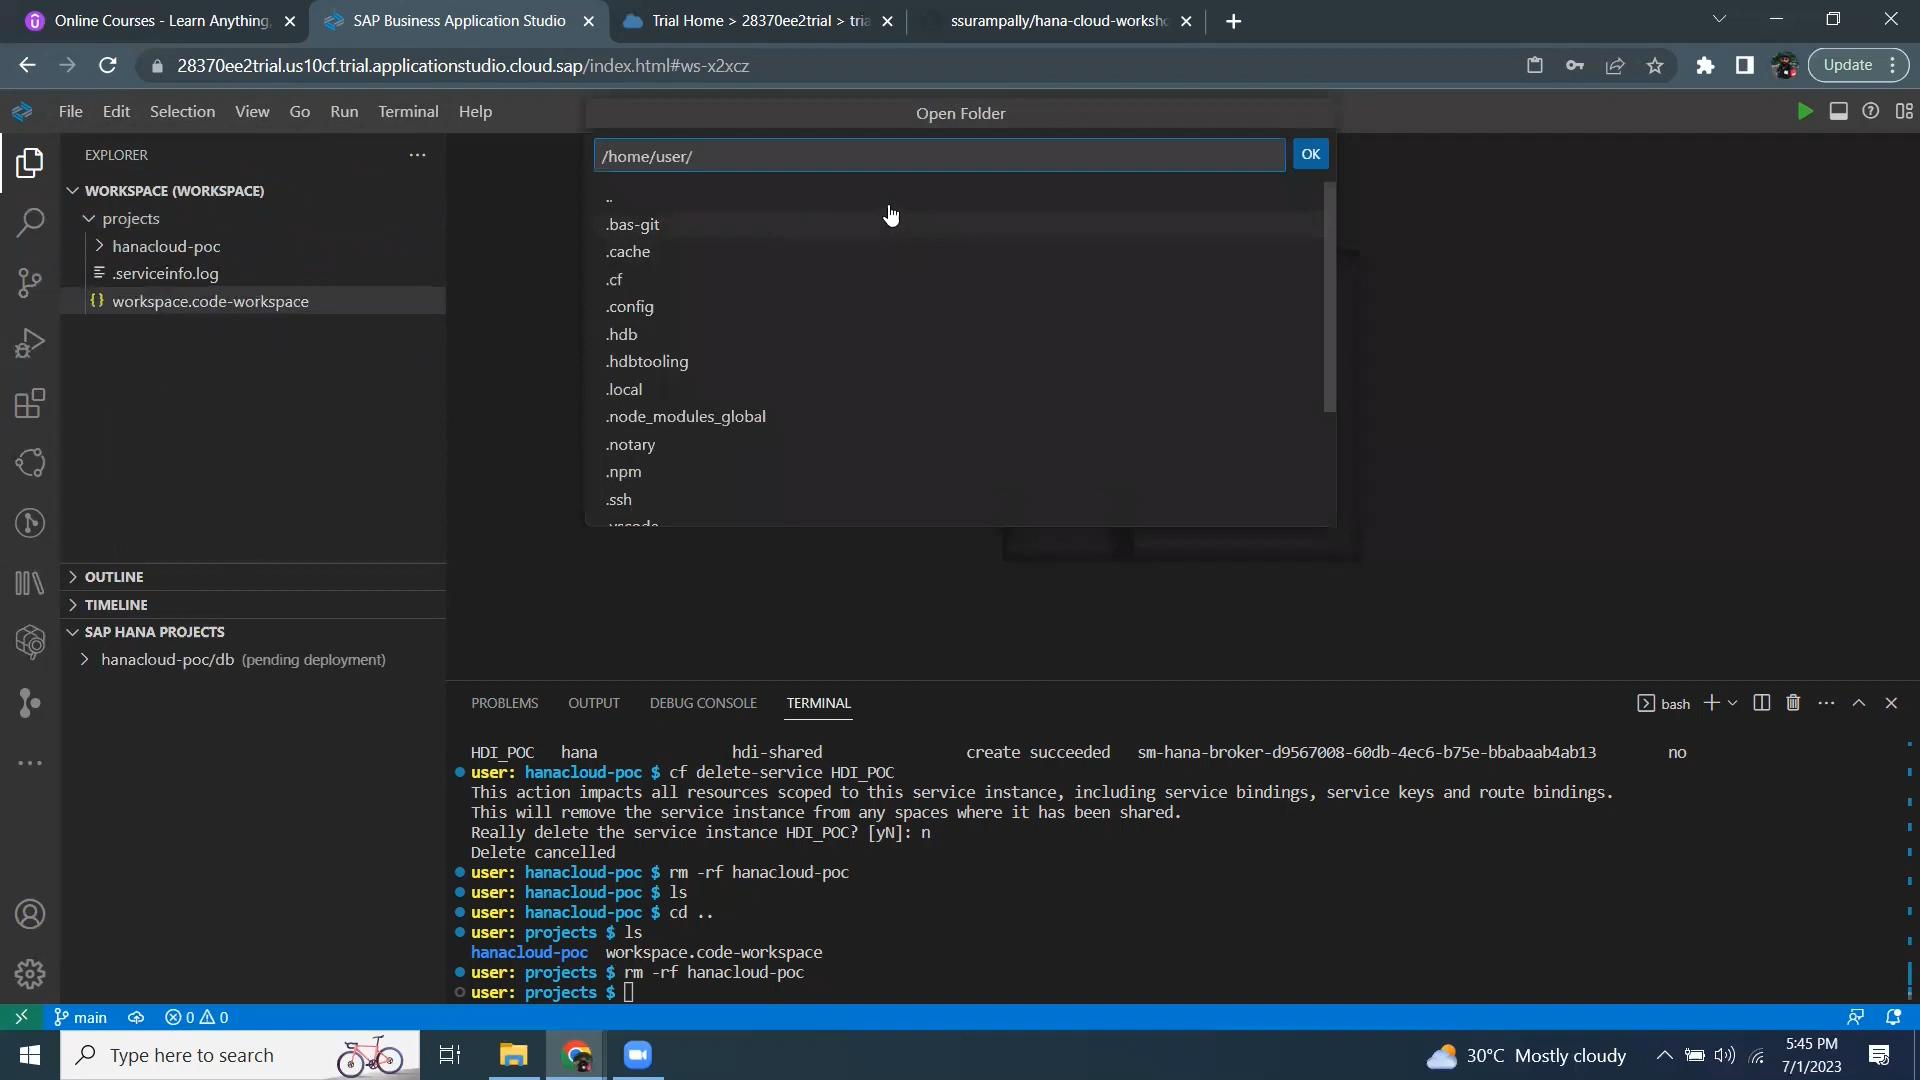 Online Courses - Learn Anything,
SAP Business Application Studio
Trial Home > 28370ee2trial > tria
ssurampally/hana-cloud-worksho
28370ee2trial.us10cf.trial.applicationstudio.cloud.sap/index.html#ws-x2xcz
Update
File Edit Selection View Go Run Terminal Help
Open Folder
EXPLORER
/home/user/
OK
WORKSPACE (WORKSPACE)
projects
hanacloud-poc
.serviceinfo.log
workspace.code-workspace
..
.bas-git
.cache
.cf
.config
.hdb
.hdbtooling
.local
.node_modules_global
.notary
.npm
.ssh
.vscode
OUTLINE
TIMELINE
SAP HANA PROJECTS
hanacloud-poc/db (pending deployment)
PROBLEMS OUTPUT DEBUG CONSOLE TERMINAL
bash
HDI_POC hana hdi-shared create succeeded sm-hana-broker-d9567008-60db-4ec6-b75e-bbabaab4ab13 no
user: hanacloud-poc $ cf delete-service HDI_POC
This action impacts all resources scoped to this service instance, including service bindings, service keys and route bindings.
This will remove the service instance from any spaces where it has been shared.
Really delete the service instance HDI_POC? [yN]: n
Delete cancelled
user: hanacloud-poc $ rm -rf hanacloud-poc
user: hanacloud-poc $ ls
user: hanacloud-poc $ cd ..
user: projects $ ls
hanacloud-poc workspace.code-workspace
user: projects $ rm -rf hanacloud-poc
user: projects $
main
0 0
Type here to search
30°C Mostly cloudy
5:45 PM
7/1/2023